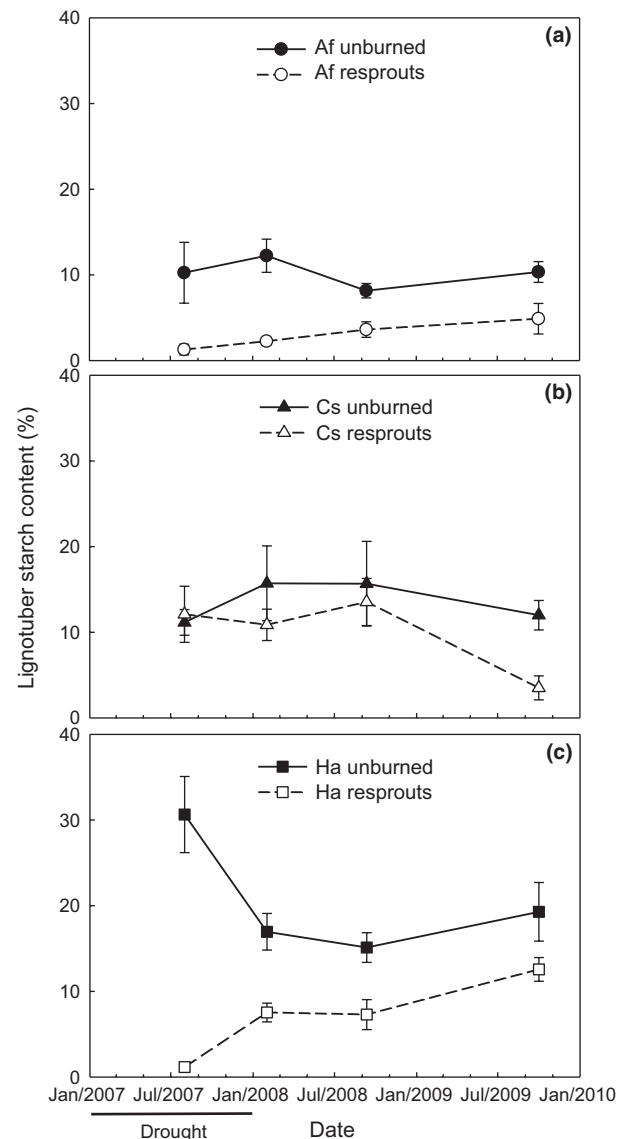 40
(a)
Af unburned
Af resprouts
30
20
10
0
40
(b)
Cs unburned
Cs resprouts
30
20
10
0
Lignotuber starch content (%)
40
(c)
Ha unburned
Ha resprouts
30
20
10
0
Jan/2007 Jul/2007 Jan/2008 Jul/2008 Jan/2009 Jul/2009 Jan/2010
Drought
Date